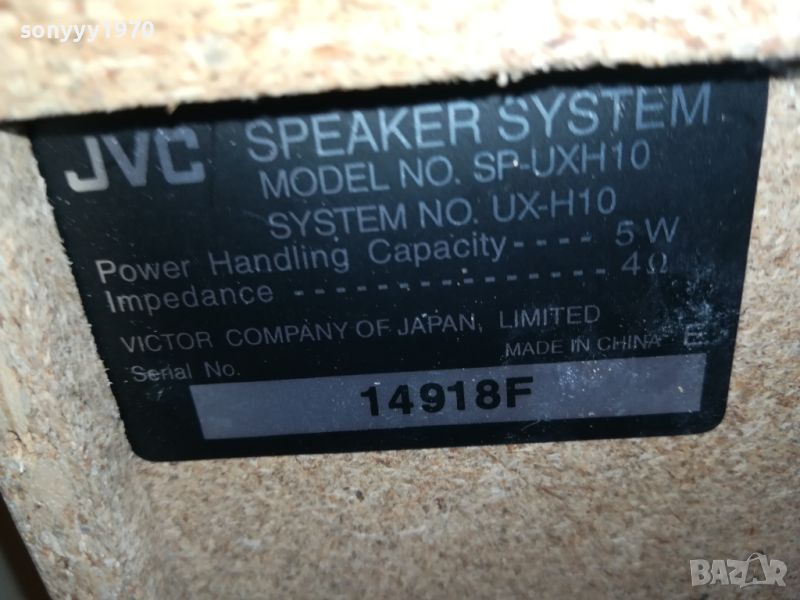 sonyyy1970
JVC SPEAKER SYSTEM
MODEL NO. SP-UXH10
SYSTEM NO. UX-H10
Power Handling Capacity ---- 5 W
Impedance --------------- 4Ω
VICTOR COMPANY OF JAPAN, LIMITED
MADE IN CHINA E
Serial No.
14918F
BAZAR